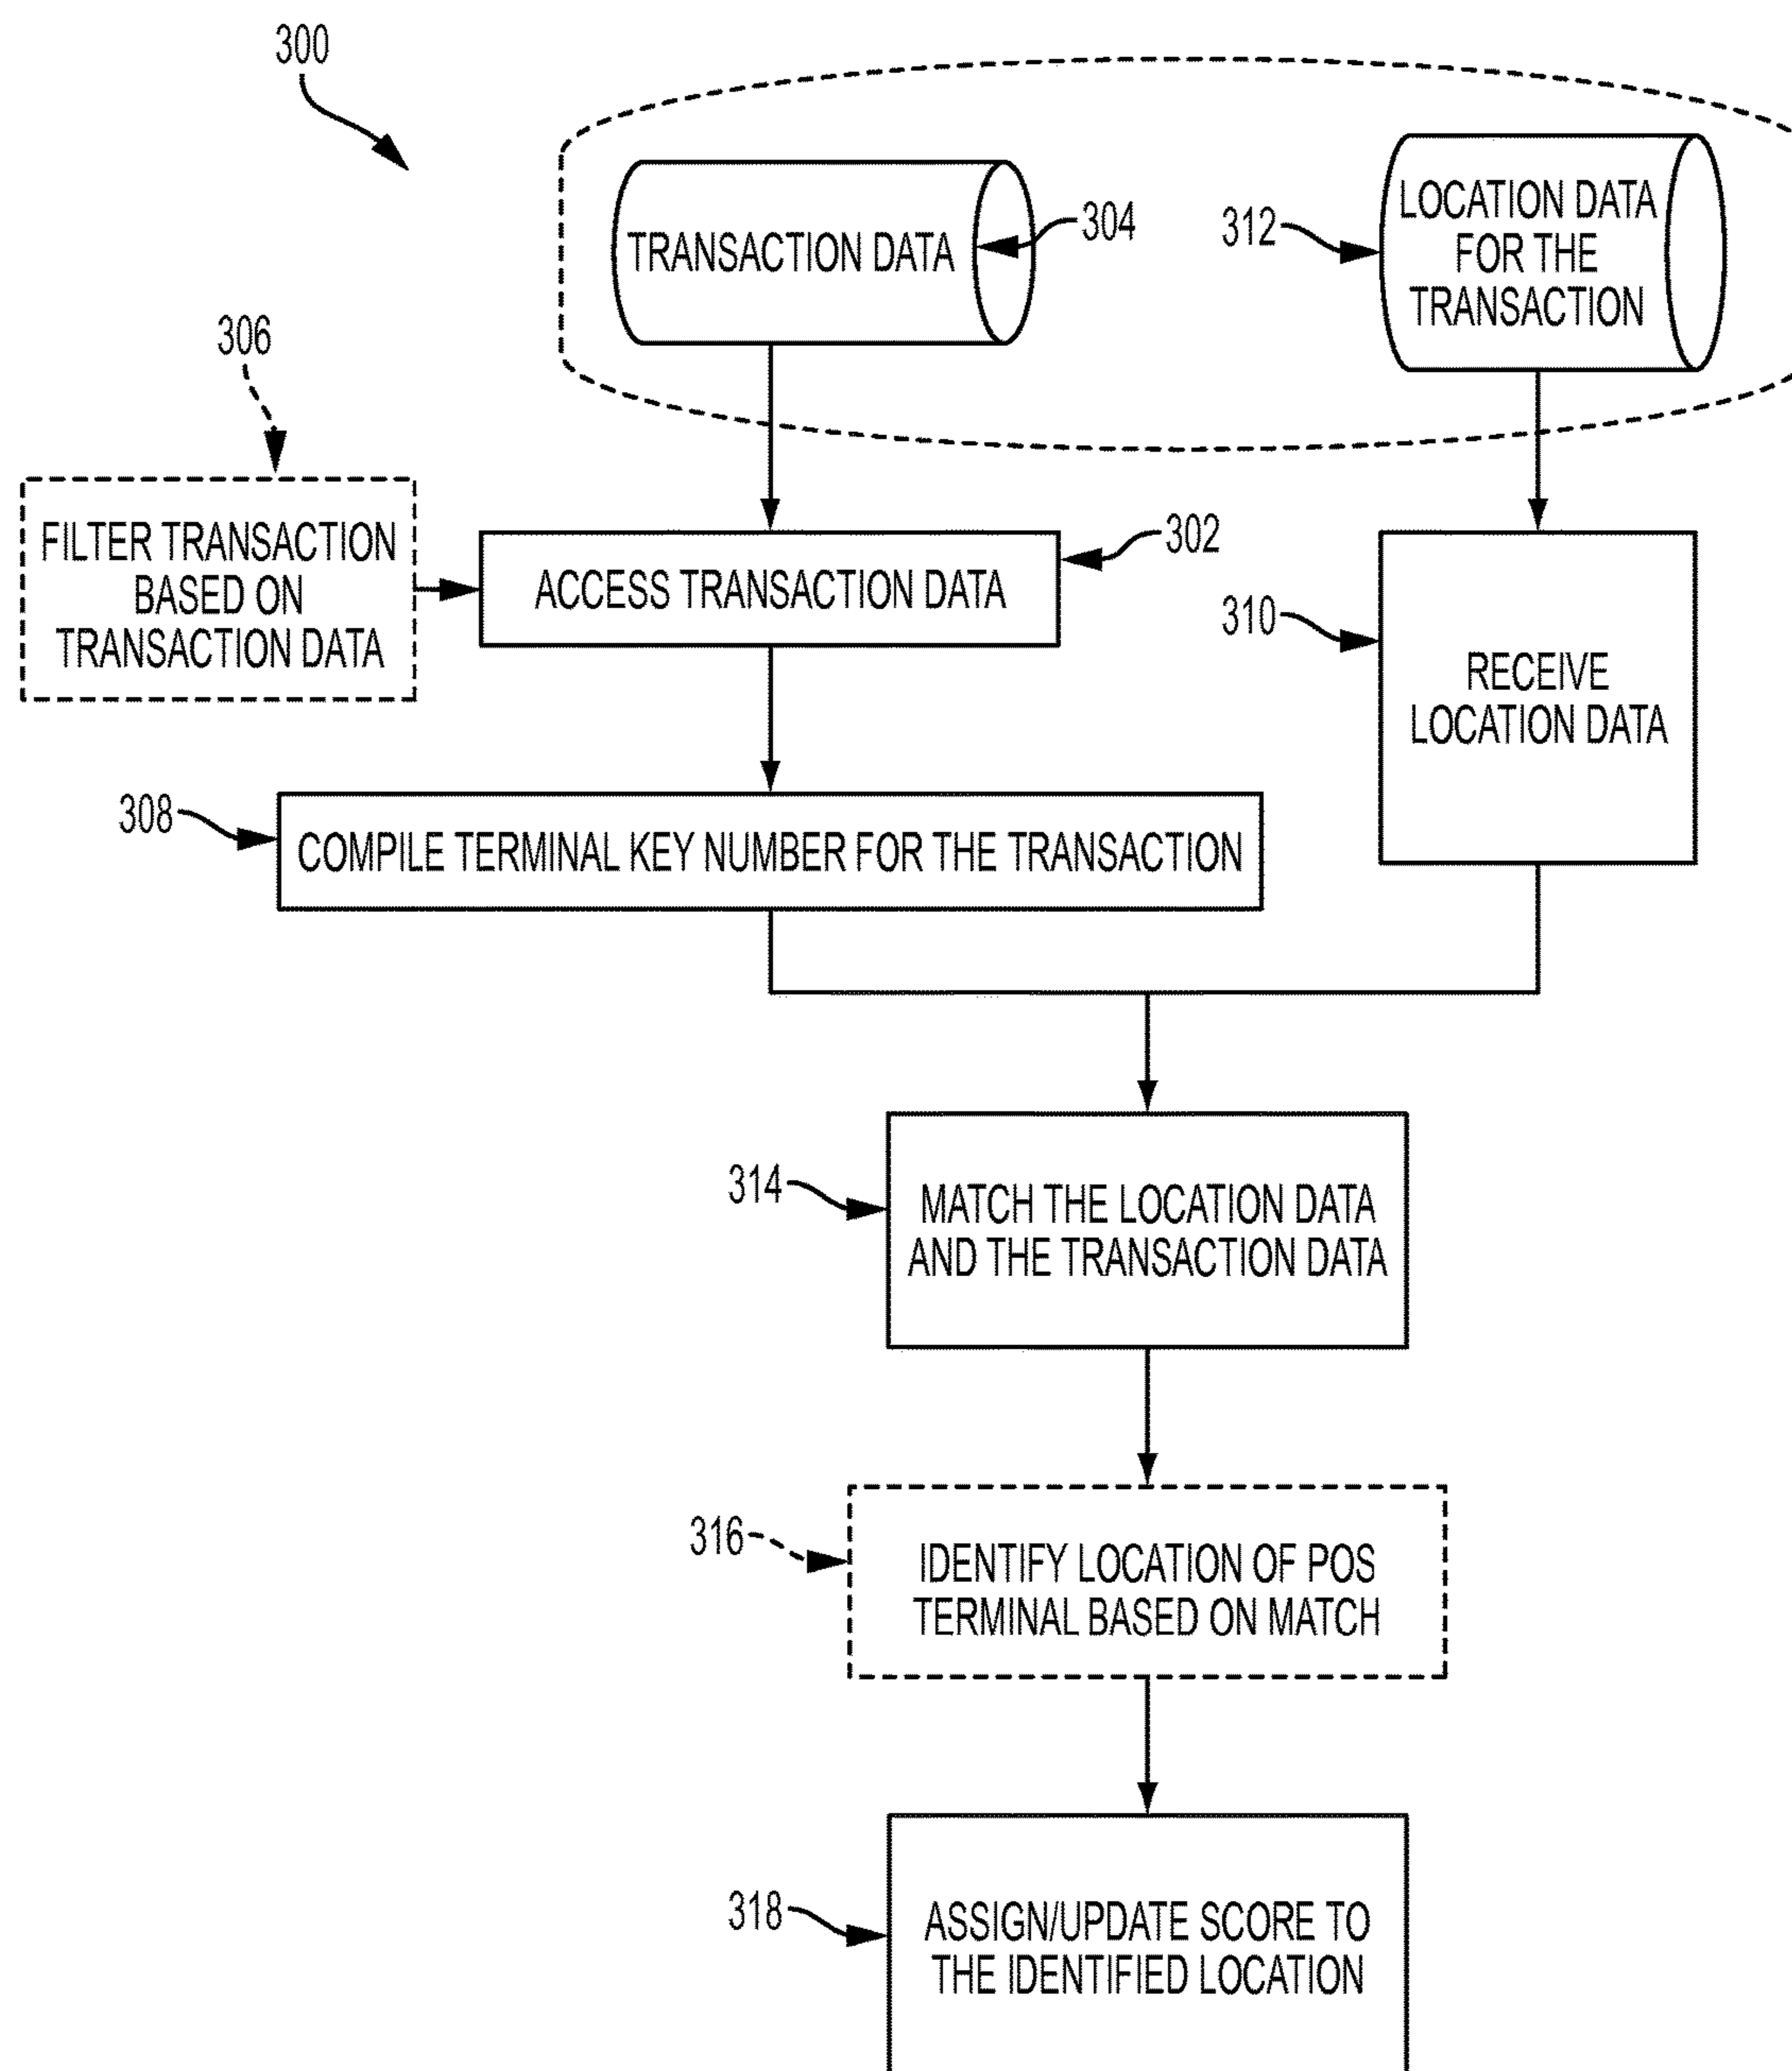 300
TRANSACTION DATA
304
312
LOCATION DATA
FOR THE
TRANSACTION
306
FILTER TRANSACTION
BASED ON
TRANSACTION DATA
ACCESS TRANSACTION DATA
302
310
RECEIVE
LOCATION DATA
308
COMPILE TERMINAL KEY NUMBER FOR THE TRANSACTION
314
MATCH THE LOCATION DATA
AND THE TRANSACTION DATA
316
IDENTIFY LOCATION OF POS
TERMINAL BASED ON MATCH
318
ASSIGN/UPDATE SCORE TO
THE IDENTIFIED LOCATION